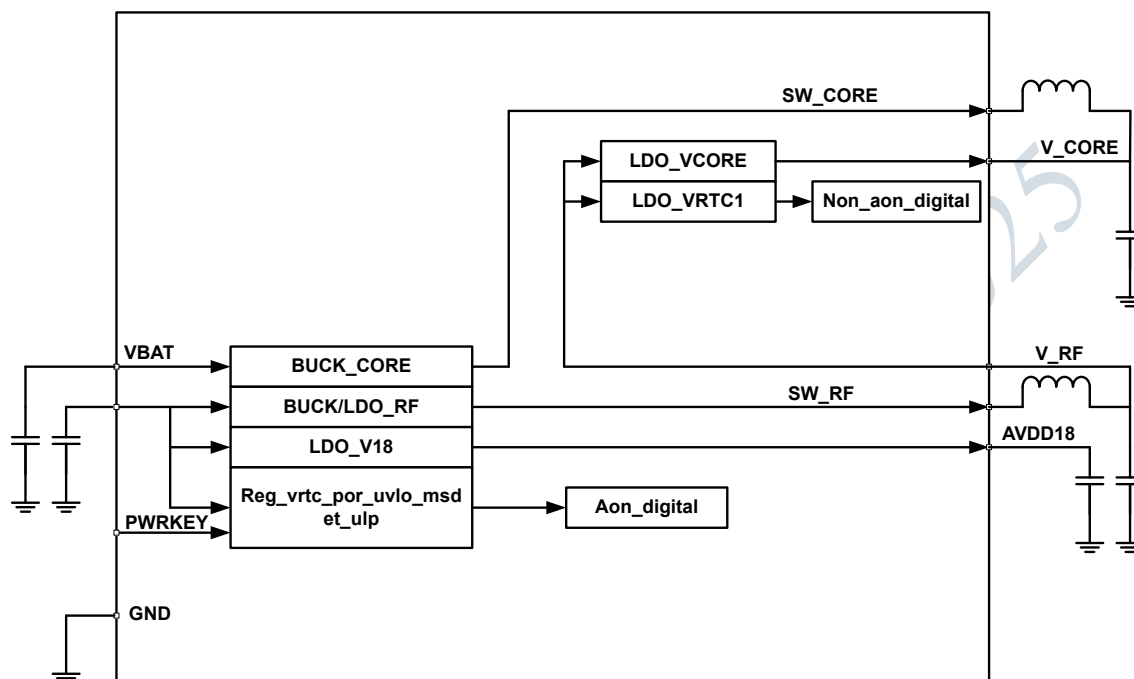 SW_CORE
V_CORE
LDO_VCORE
LDO_VRTC1
Non_aon_digital
VBAT
BUCK_CORE
V_RF
BUCK/LDO_RF
SW_RF
LDO_V18
AVDD18
Reg_vrtc_por_uvlo_msd
et_ulp
Aon_digital
PWRKEY
GND